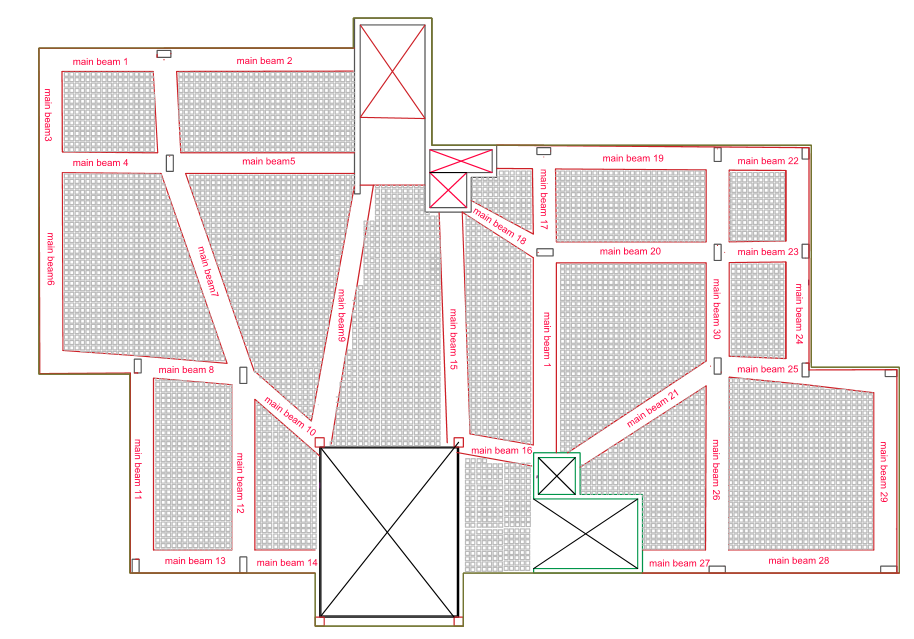 main beam 1
main beam 2
main beam3
main beam 4
main beam5
main beam 19
main beam 22
main beam 17
main beam 18
main beam6
main beam7
main beam 20
main beam 23
main beam9
main beam 15
main beam 1
main beam 30
main beam 24
main beam 8
main beam 25
main beam 10
main beam 21
main beam 11
main beam 12
main beam 16
main beam 26
main beam 29
main beam 13
main beam 14
main beam 27
main beam 28